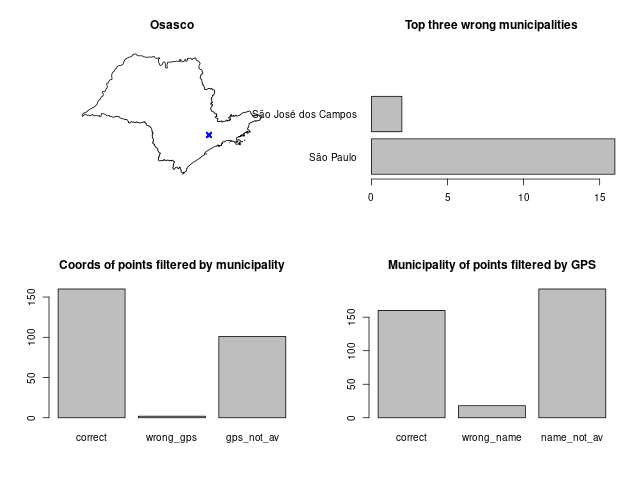 Osasco
Top three wrong municipalities
São José dos Campos
São Paulo
0 5 10 15
Coords of points filtered by municipality
150
100
50
0
correct wrong_gps gps_not_av
Municipality of points filtered by GPS
150
100
50
0
correct wrong_name name_not_av